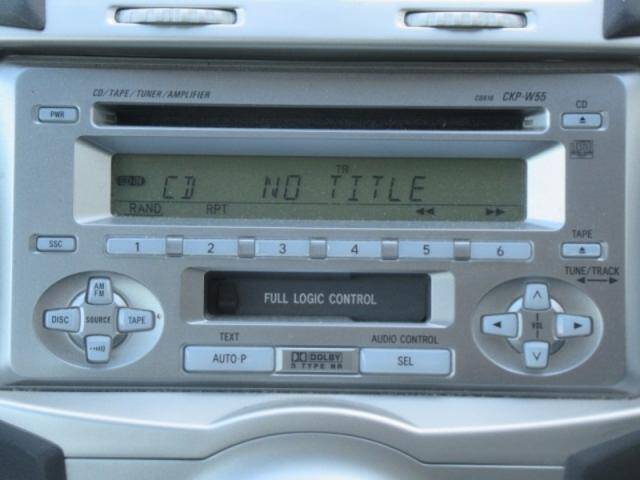 CD/TAPE/TUNER/AMPLIFIER
CKP-W55
PWR
CD
TR
CD NO TITLE
RAND RPT
SSC
TAPE
1 2 3 4 5 6
TUNE/TRACK
AM
FM
FULL LOGIC CONTROL
DISC SOURCE TAPE
VOL
TEXT
AUDIO CONTROL
AUTO·P
DOLBY
B TYPE NR
SEL